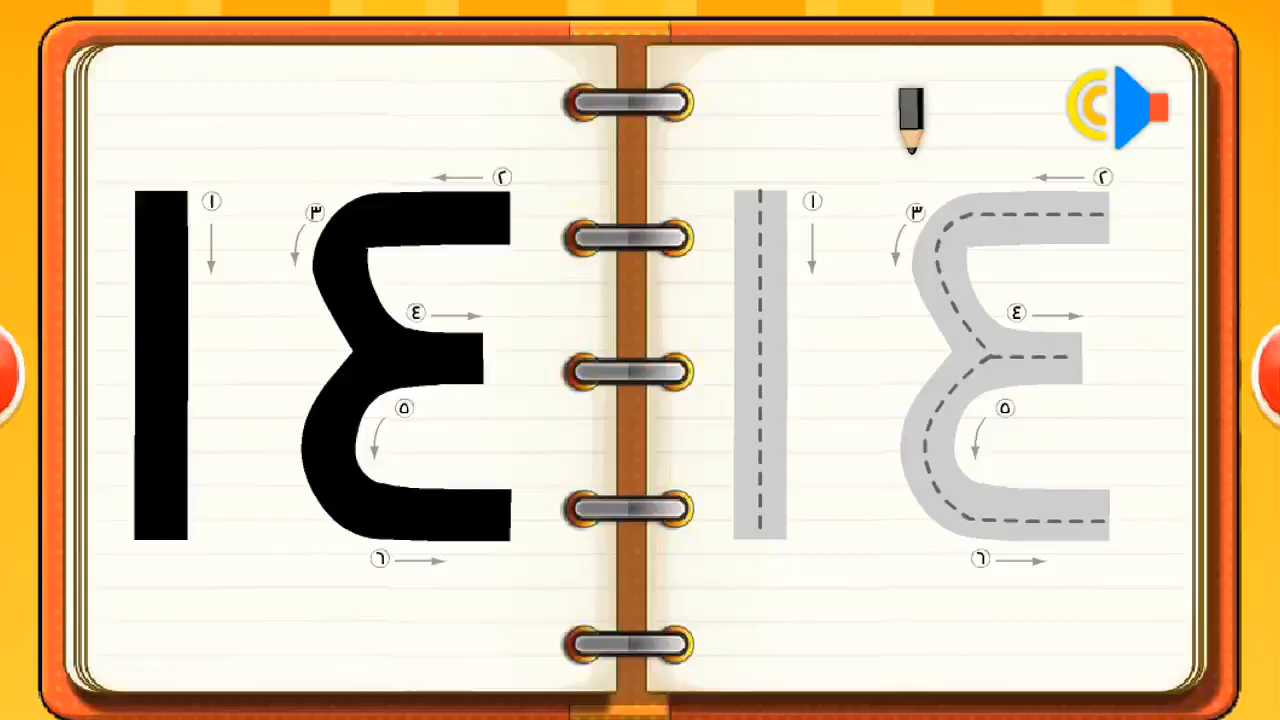 ١٤ ١٤
١ ٢ ٣ ٤ ٥ ٦
١ ٢ ٣ ٤ ٥ ٦